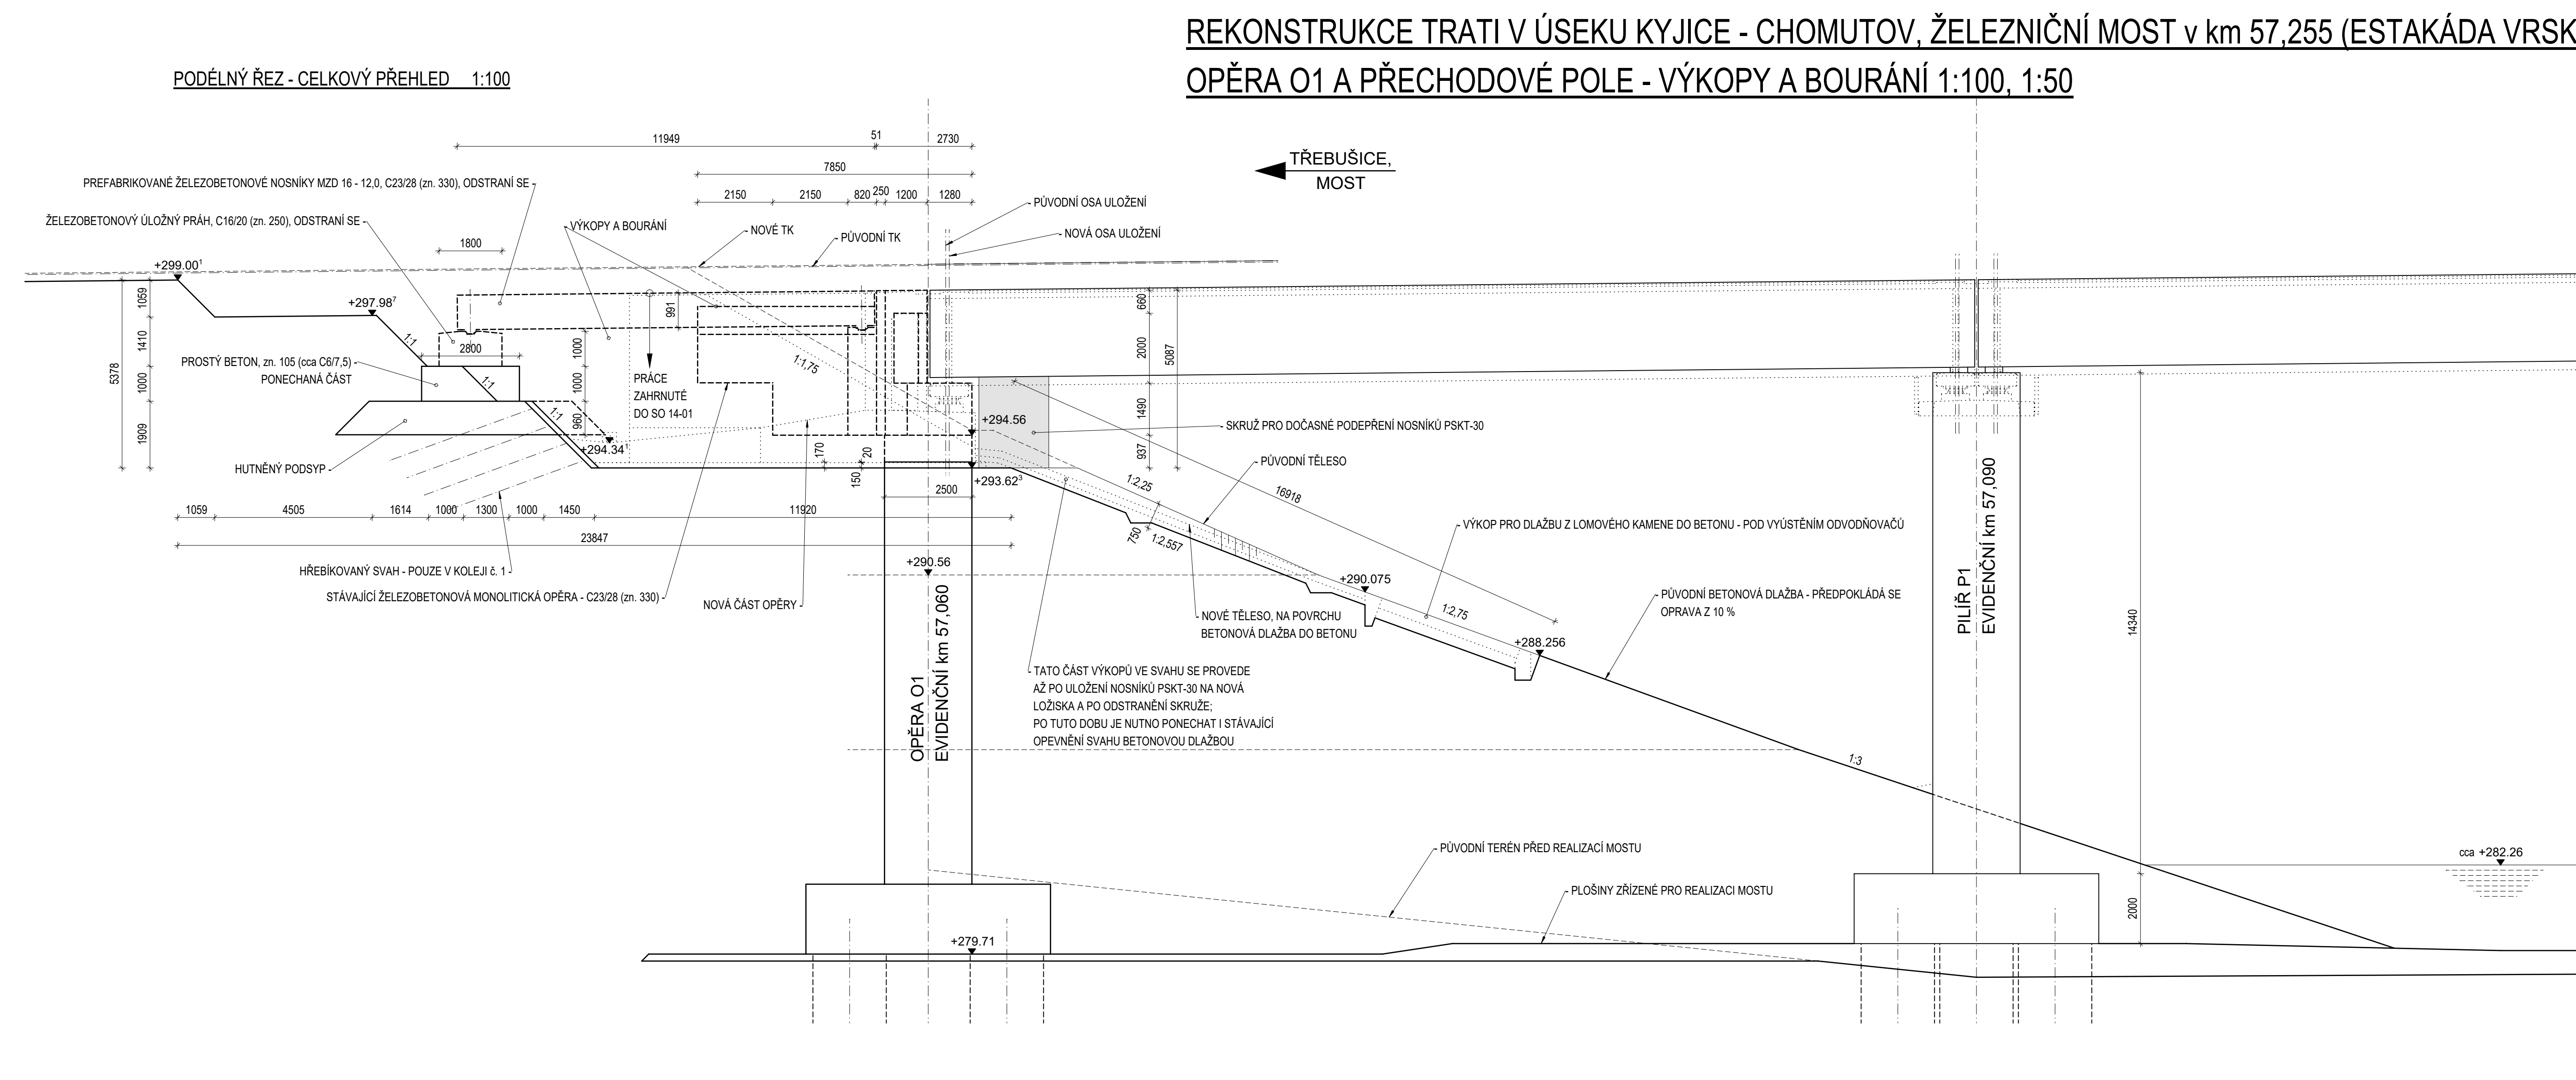 REKONSTRUKCE TRATI V ÚSEKU KYJICE - CHOMUTOV, ŽELEZNIČNÍ MOST v km 57,255 (ESTAKÁDA VRSK
OPĚRA O1 A PŘECHODOVÉ POLE - VÝKOPY A BOURÁNÍ 1:100, 1:50
PODÉLNÝ ŘEZ - CELKOVÝ PŘEHLED 1:100
11949
51
2730
7850
2150
2150
820
250
1200
1280
TŘEBUŠICE,
MOST
PREFABRIKOVANÉ ŽELEZOBETONOVÉ NOSNÍKY MZD 16 - 12,0, C23/28 (zn. 330), ODSTRANÍ SE -
ŽELEZOBETONOVÝ ÚLOŽNÝ PRÁH, C16/20 (zn. 250), ODSTRANÍ SE -
- VÝKOPY A BOURÁNÍ
- NOVÉ TK
- PŮVODNÍ TK
- PŮVODNÍ OSA ULOŽENÍ
- NOVÁ OSA ULOŽENÍ
1800
+299.00¹
+297.98⁷
1059
1410
1000
1909
5378
1:1
2800
1:1
1:1
PROSTÝ BETON, zn. 105 (cca C6/7,5) -
PONECHANÁ ČÁST
HUTNĚNÝ PODSYP -
1000
1000
960
+294.34¹
991
PRÁCE
ZAHRNUTÉ
DO SO 14-01
1:1,75
170
150
20
660
2000
1490
937
5087
+294.56
+293.62³
2500
- SKRUŽ PRO DOČASNÉ PODEPŘENÍ NOSNÍKŮ PSKT-30
- PŮVODNÍ TĚLESO
1:2,25
16918
750
1:2,557
1059
4505
1614
1000
1300
1000
1450
11920
23847
HŘEBÍKOVANÝ SVAH - POUZE V KOLEJI č. 1 -
STÁVAJÍCÍ ŽELEZOBETONOVÁ MONOLITICKÁ OPĚRA - C23/28 (zn. 330) -
NOVÁ ČÁST OPĚRY -
+290.56
OPĚRA O1
EVIDENČNÍ km 57,060
- VÝKOP PRO DLAŽBU Z LOMOVÉHO KAMENE DO BETONU - POD VYÚSTĚNÍM ODVODŇOVAČŮ
+290.075
1:2,75
+288.256
- NOVÉ TĚLESO, NA POVRCHU
BETONOVÁ DLAŽBA DO BETONU
- PŮVODNÍ BETONOVÁ DLAŽBA - PŘEDPOKLÁDÁ SE
OPRAVA Z 10 %
- TATO ČÁST VÝKOPŮ VE SVAHU SE PROVEDE
AŽ PO ULOŽENÍ NOSNÍKŮ PSKT-30 NA NOVÁ
LOŽISKA A PO ODSTRANĚNÍ SKRUŽE;
PO TUTO DOBU JE NUTNO PONECHAT I STÁVAJÍCÍ
OPEVNĚNÍ SVAHU BETONOVOU DLAŽBOU
PILÍŘ P1
EVIDENČNÍ km 57,090
14340
1:3
- PŮVODNÍ TERÉN PŘED REALIZACÍ MOSTU
- PLOŠINY ZŘÍZENÉ PRO REALIZACI MOSTU
cca +282.26
2000
+279.71